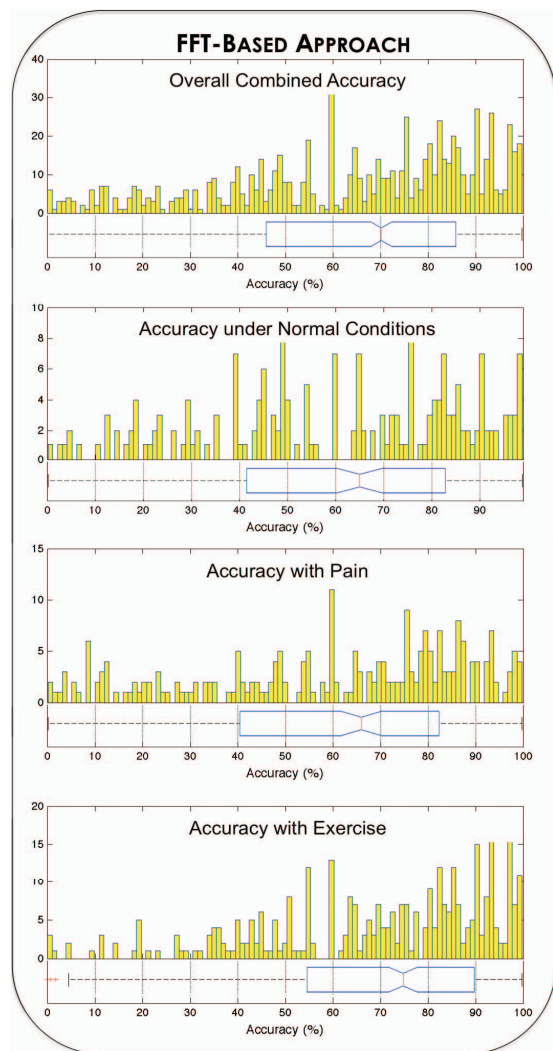 FFT-BASED APPROACH
Overall Combined Accuracy
40
30
20
10
0
0 10 20 30 40 50 60 70 80 90 100
Accuracy (%)
Accuracy under Normal Conditions
10
8
6
4
2
0
0 10 20 30 40 50 60 70 80 90
Accuracy (%)
Accuracy with Pain
15
10
5
0
0 10 20 30 40 50 60 70 80 90 100
Accuracy (%)
Accuracy with Exercise
20
15
10
5
0
0 10 20 30 40 50 60 70 80 90 100
Accuracy (%)